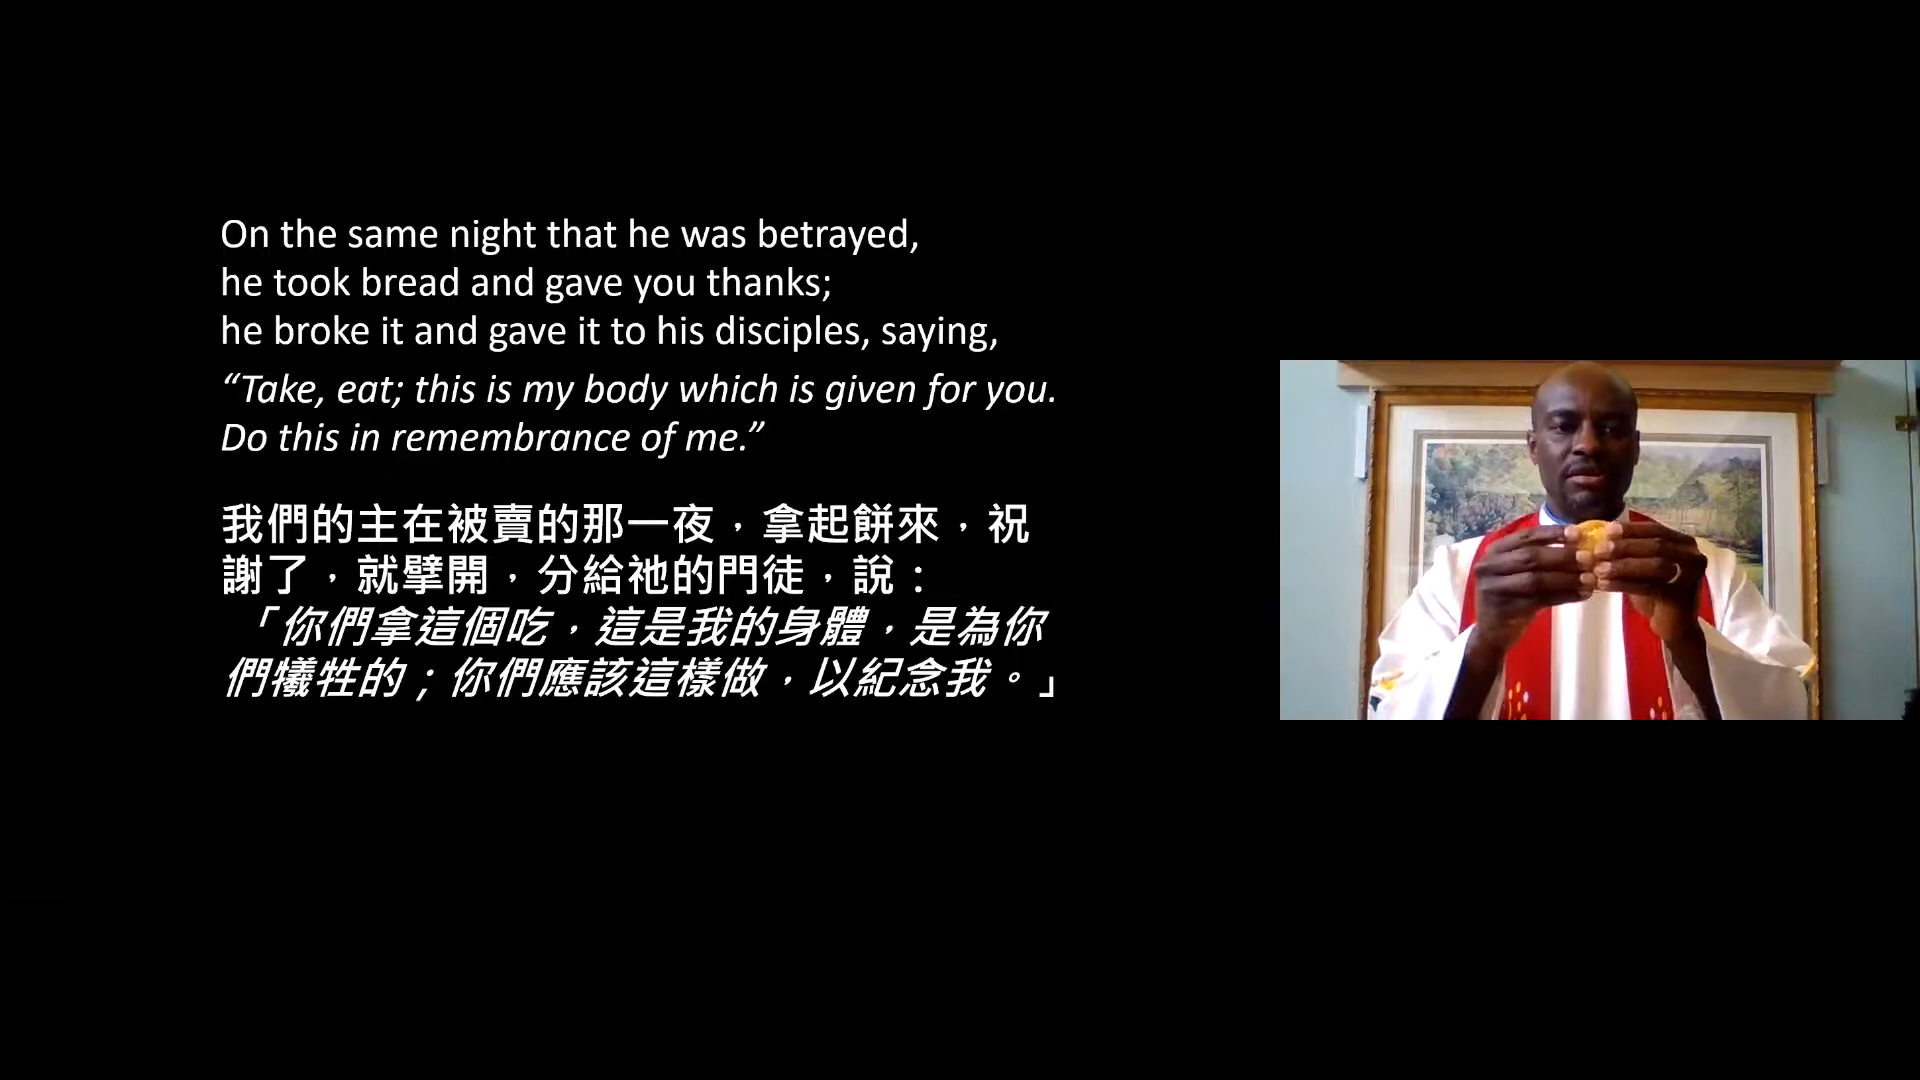 On the same night that he was betrayed,
he took bread and gave you thanks;
he broke it and gave it to his disciples, saying,
“Take, eat; this is my body which is given for you.
Do this in remembrance of me.”
我們的主在被賣的那一夜，拿起餅來，祝
謝了，就擘開，分給祂的門徒，說：
「你們拿這個吃，這是我的身體，是為你
們犧牲的；你們應該這樣做，以紀念我。」